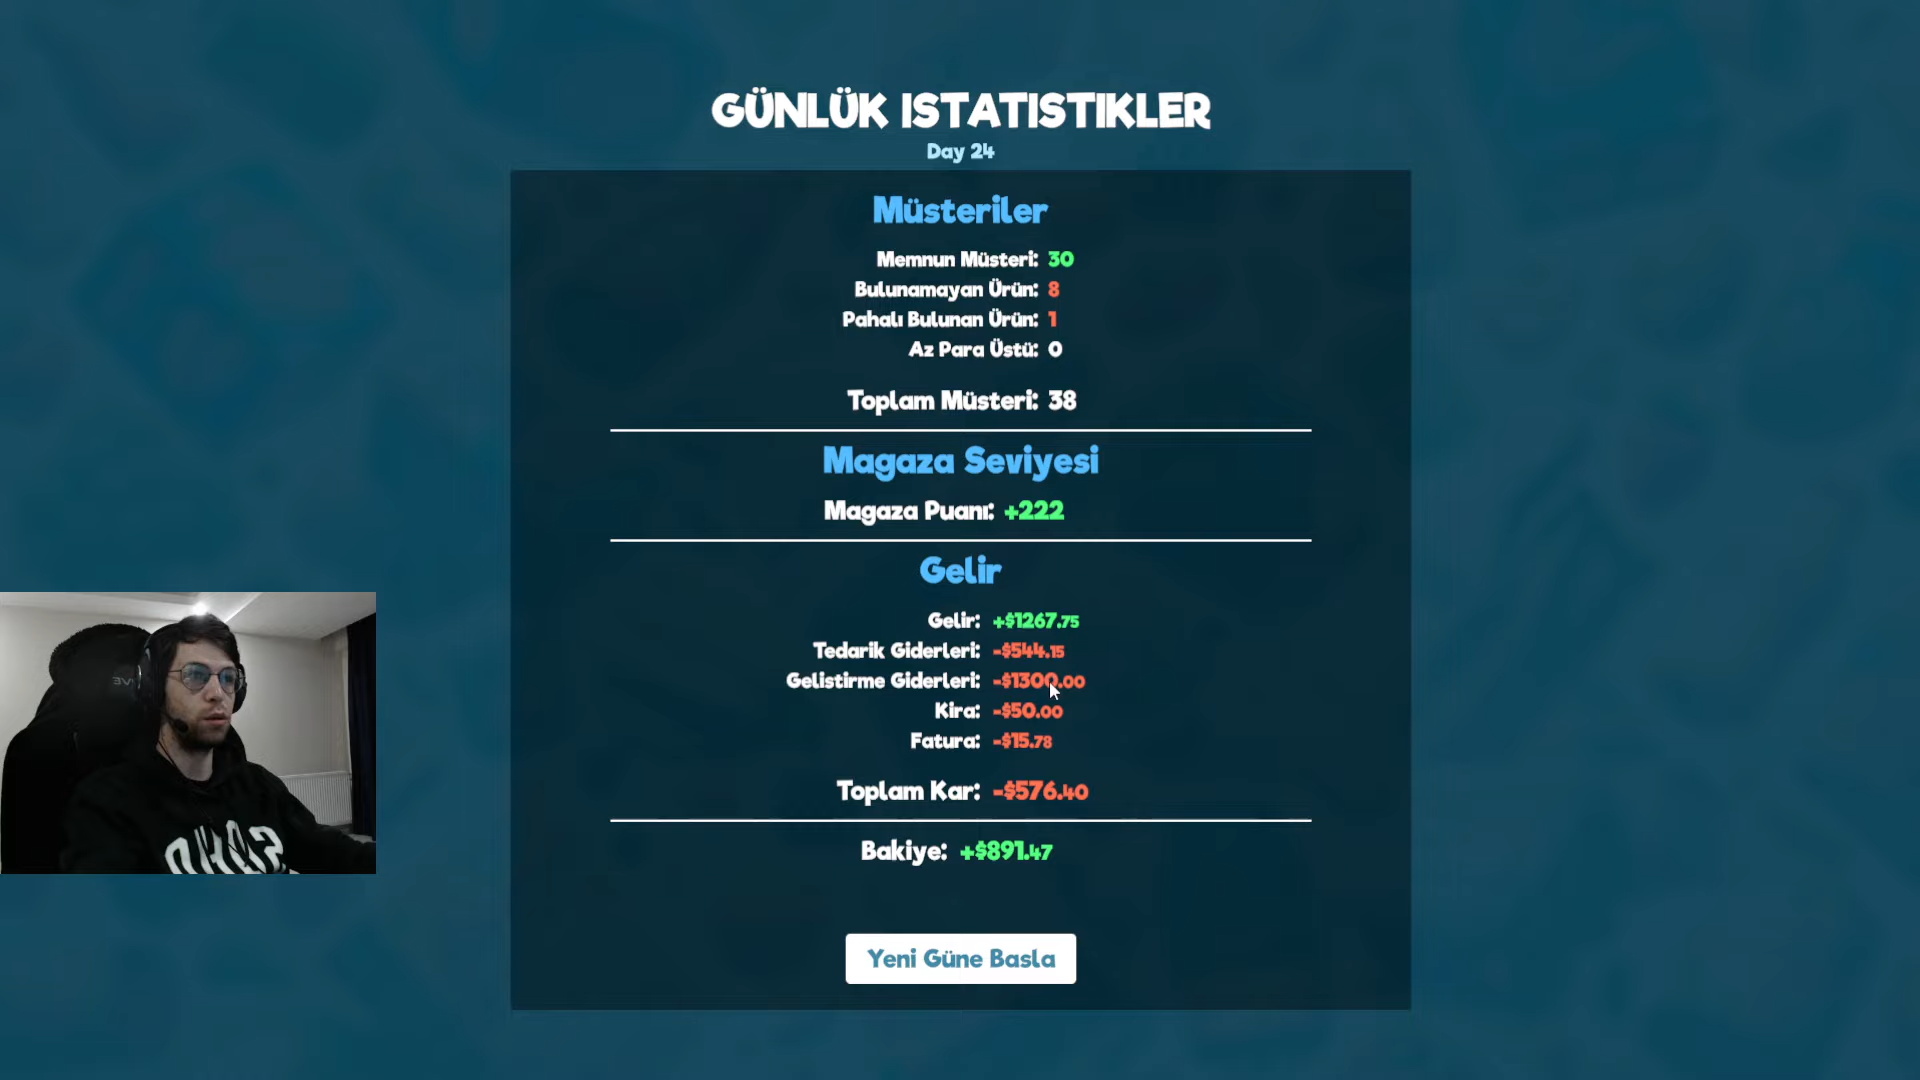 GÜNLÜK ISTATISTIKLER
Day 24
Müsteriler
Memnun Müsteri: 30
Bulunamayan Ürün: 8
Pahalı Bulunan Ürün: 1
Az Para Üstü: 0
Toplam Müsteri: 38
Magaza Seviyesi
Magaza Puanı: +222
Gelir
Gelir: +$1267.75
Tedarik Giderleri: -$544.15
Gelistirme Giderleri: -$1300.00
Kira: -$50.00
Fatura: -$15.78
Toplam Kar: -$576.40
Bakiye: +$891.47
Yeni Güne Basla